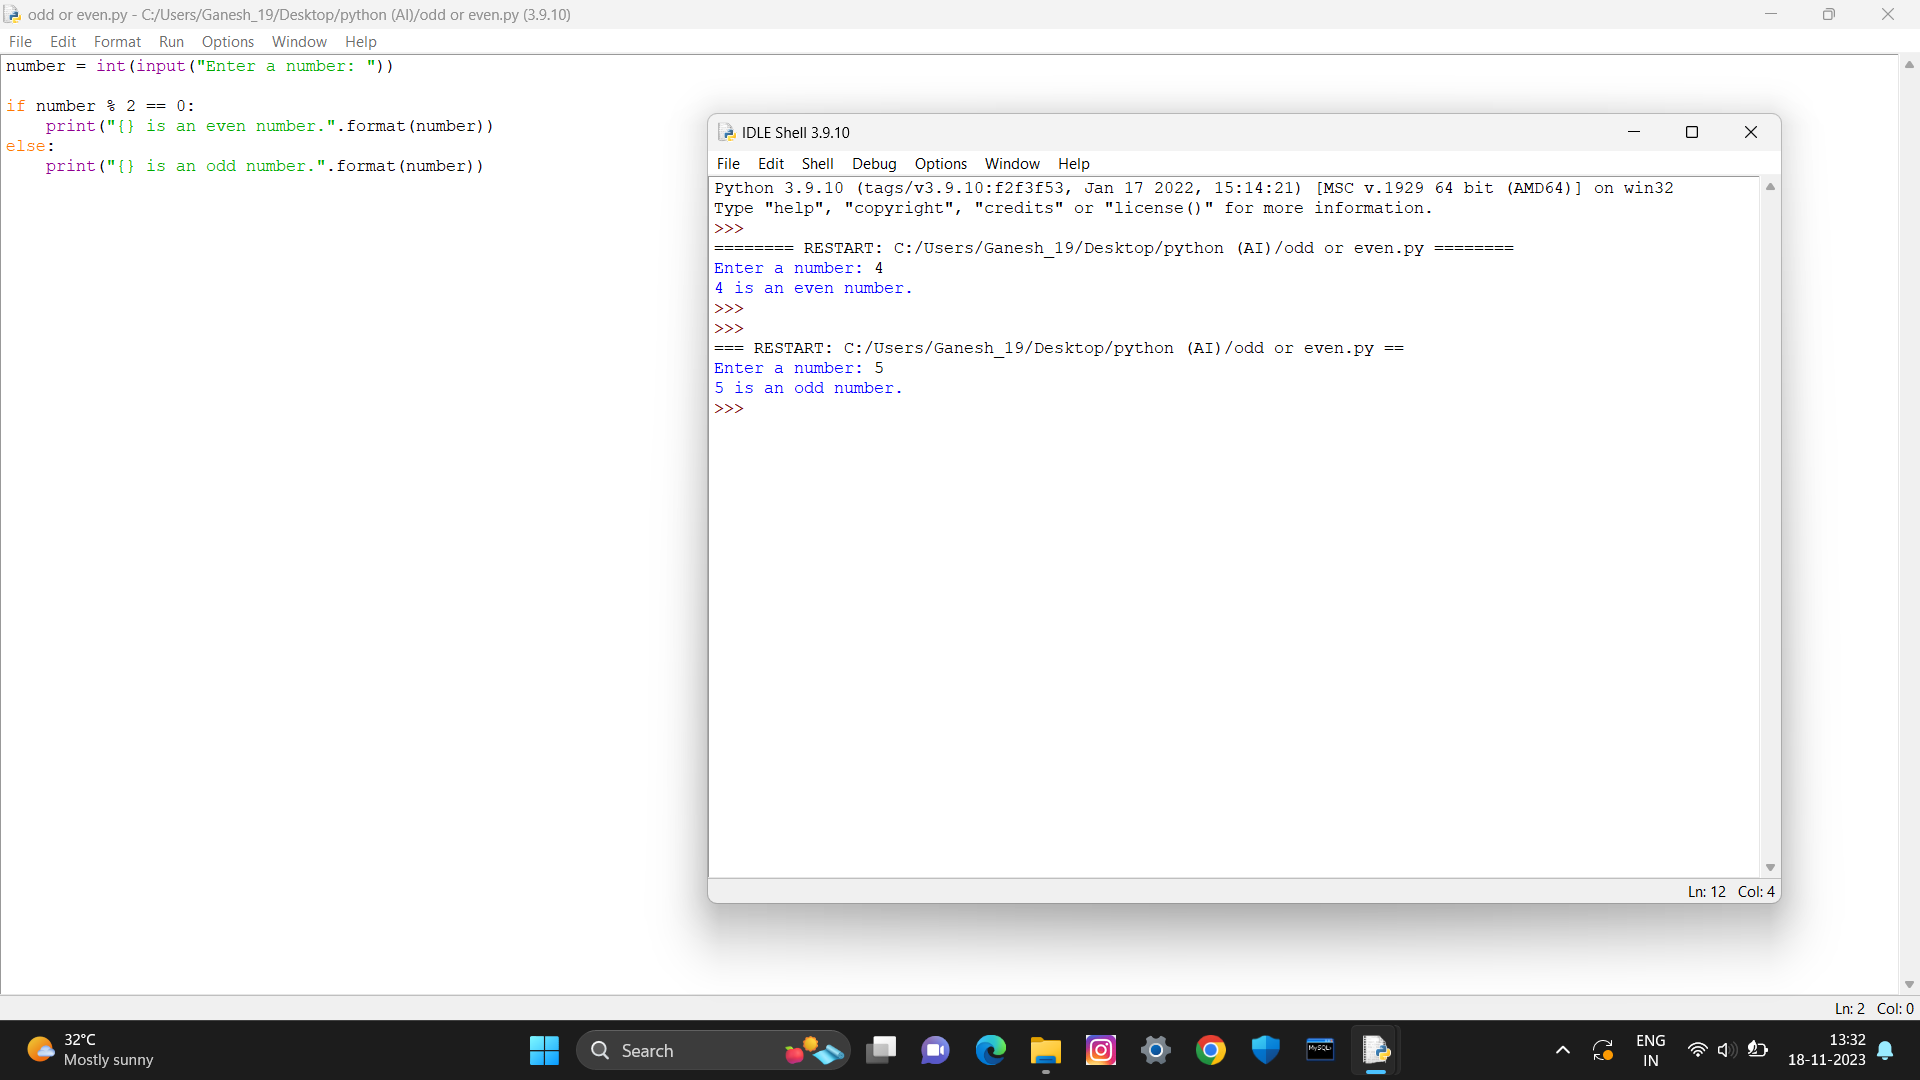 odd or even.py - C:/Users/Ganesh_19/Desktop/python (AI)/odd or even.py (3.9.10)
File Edit Format Run Options Window Help
number = int(input("Enter a number: "))
if number % 2 == 0:
    print("{} is an even number.".format(number))
else:
    print("{} is an odd number.".format(number))
IDLE Shell 3.9.10
File Edit Shell Debug Options Window Help
Python 3.9.10 (tags/v3.9.10:f2f3f53, Jan 17 2022, 15:14:21) [MSC v.1929 64 bit (AMD64)] on win32
Type "help", "copyright", "credits" or "license()" for more information.
>>>
======== RESTART: C:/Users/Ganesh_19/Desktop/python (AI)/odd or even.py ========
Enter a number: 4
4 is an even number.
>>>
>>>
=== RESTART: C:/Users/Ganesh_19/Desktop/python (AI)/odd or even.py ==
Enter a number: 5
5 is an odd number.
>>>
Ln: 12 Col: 4
Ln: 2 Col: 0
32°C
Mostly sunny
Search
MySQL
ENG
IN
13:32
18-11-2023